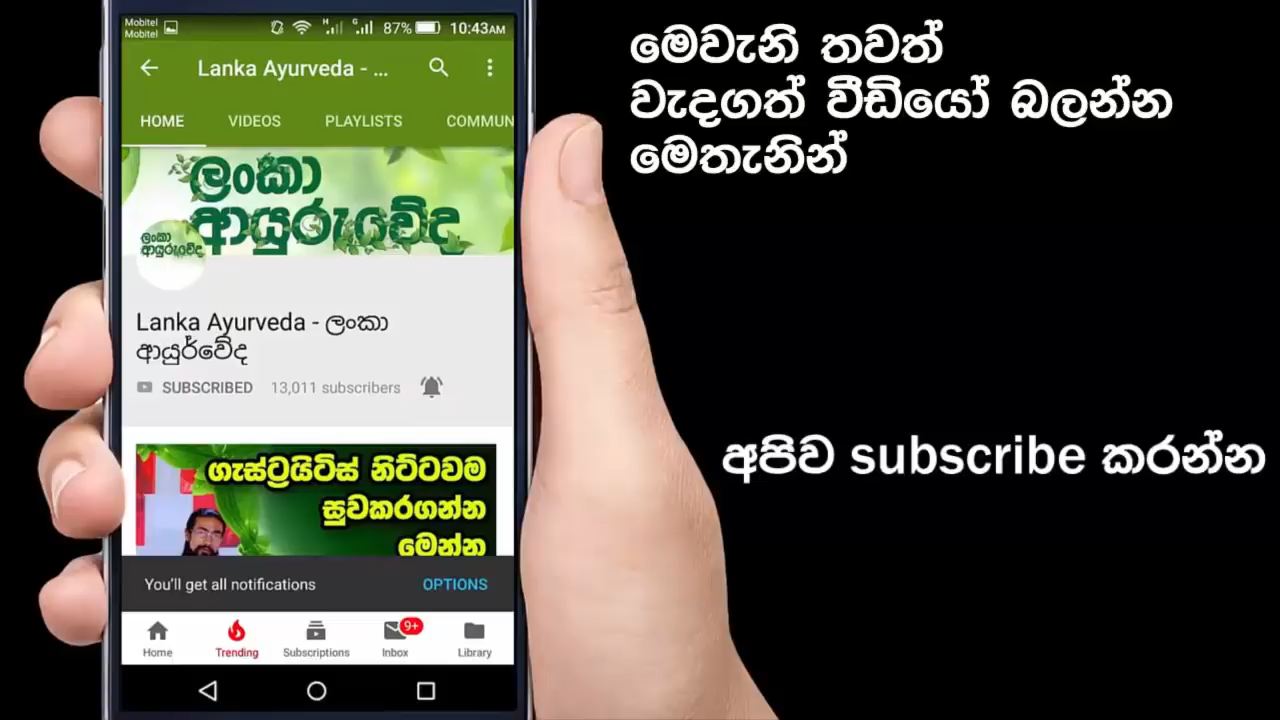 Mobitel
Mobitel
H
G
87%
10:43AM
Lanka Ayurveda - ...
HOME VIDEOS PLAYLISTS COMMUN
ලංකා
ආයුරුවේද
ලංකා
ආයුරුවේද
Lanka Ayurveda - ලංකා
ආයුර්වේද
SUBSCRIBED 13,011 subscribers
ගැස්ට්‍රයිටිස් නිට්ටවම
සුවකරගන්න
මෙන්න
You'll get all notifications OPTIONS
9+
Home Trending Subscriptions Inbox Library
මෙවැනි තවත්
වැදගත් වීඩියෝ බලන්න
මෙතැනින්
අපිව subscribe කරන්න